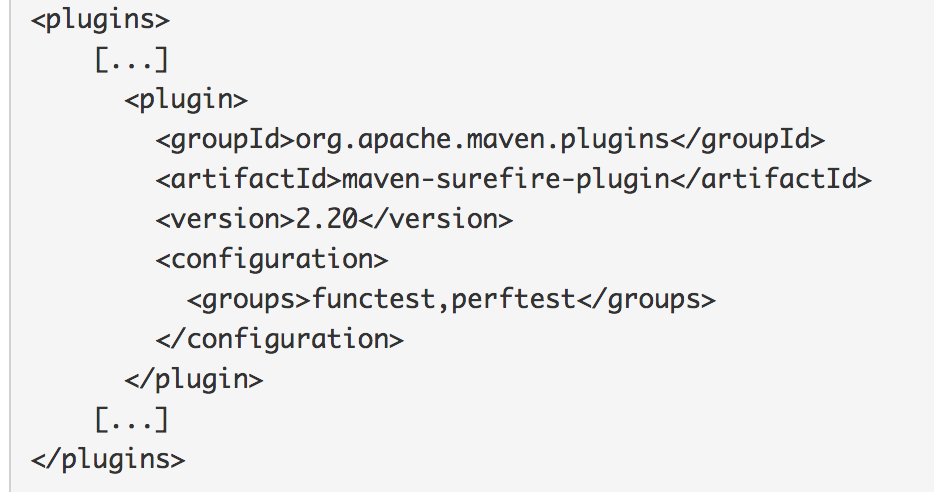 <plugins>
    [...]
      <plugin>
        <groupId>org.apache.maven.plugins</groupId>
        <artifactId>maven-surefire-plugin</artifactId>
        <version>2.20</version>
        <configuration>
          <groups>functest,perftest</groups>
        </configuration>
      </plugin>
    [...]
</plugins>